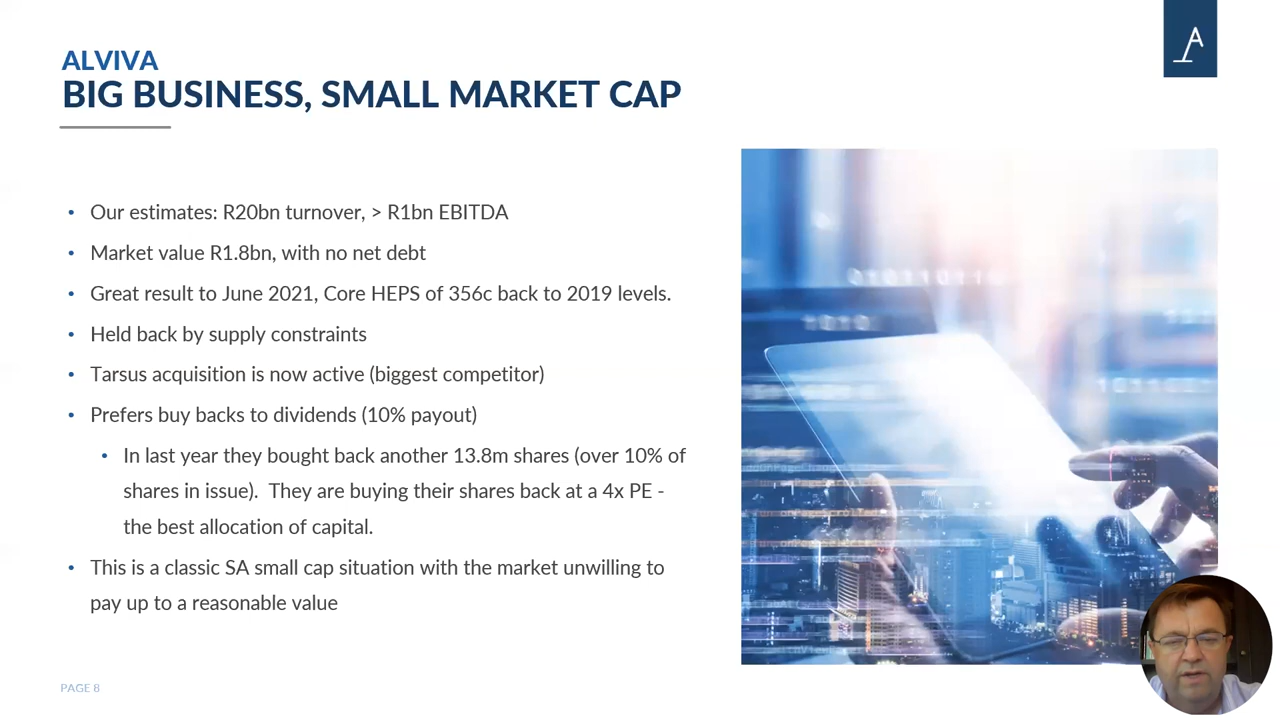 ALVIVA
BIG BUSINESS, SMALL MARKET CAP
A
• Our estimates: R20bn turnover, > R1bn EBITDA
• Market value R1.8bn, with no net debt
• Great result to June 2021, Core HEPS of 356c back to 2019 levels.
• Held back by supply constraints
• Tarsus acquisition is now active (biggest competitor)
• Prefers buy backs to dividends (10% payout)
• In last year they bought back another 13.8m shares (over 10% of
shares in issue).  They are buying their shares back at a 4x PE -
the best allocation of capital.
• This is a classic SA small cap situation with the market unwilling to
pay up to a reasonable value
PAGE 8